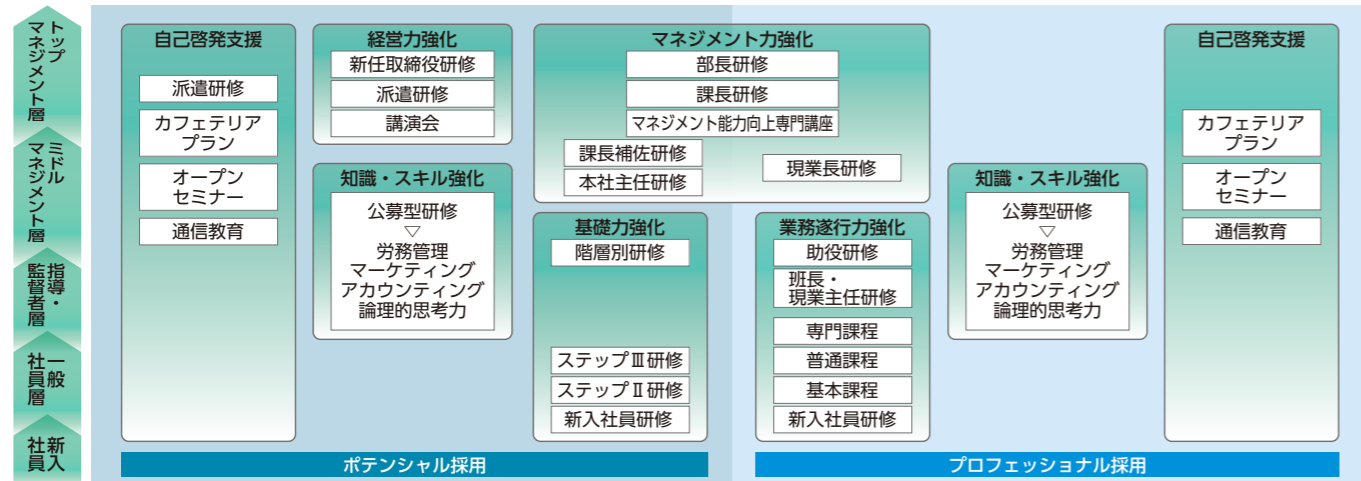 トップ
マネジメント層
ミドル
マネジメント層
指導・
監督者層
一般
社員層
新入
社員
自己啓発支援
派遣研修
カフェテリア
プラン
オープン
セミナー
通信教育
経営力強化
新任取締役研修
派遣研修
講演会
知識・スキル強化
公募型研修
▽
労務管理
マーケティング
アカウンティング
論理的思考力
マネジメント力強化
部長研修
課長研修
マネジメント能力向上専門講座
課長補佐研修
本社主任研修
現業長研修
基礎力強化
階層別研修
ステップⅢ研修
ステップⅡ研修
新入社員研修
業務遂行力強化
助役研修
班長・
現業主任研修
専門課程
普通課程
基本課程
新入社員研修
知識・スキル強化
公募型研修
▽
労務管理
マーケティング
アカウンティング
論理的思考力
自己啓発支援
カフェテリア
プラン
オープン
セミナー
通信教育
ポテンシャル採用
プロフェッショナル採用